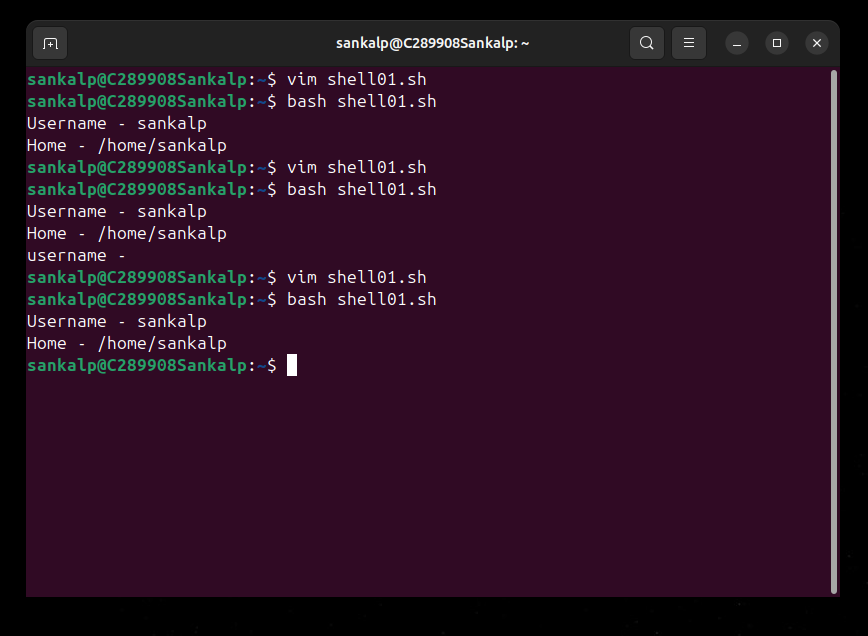 sankalp@C289908Sankalp: ~
sankalp@C289908Sankalp:~$ vim shell01.sh
sankalp@C289908Sankalp:~$ bash shell01.sh
Username - sankalp
Home - /home/sankalp
sankalp@C289908Sankalp:~$ vim shell01.sh
sankalp@C289908Sankalp:~$ bash shell01.sh
Username - sankalp
Home - /home/sankalp
username -
sankalp@C289908Sankalp:~$ vim shell01.sh
sankalp@C289908Sankalp:~$ bash shell01.sh
Username - sankalp
Home - /home/sankalp
sankalp@C289908Sankalp:~$